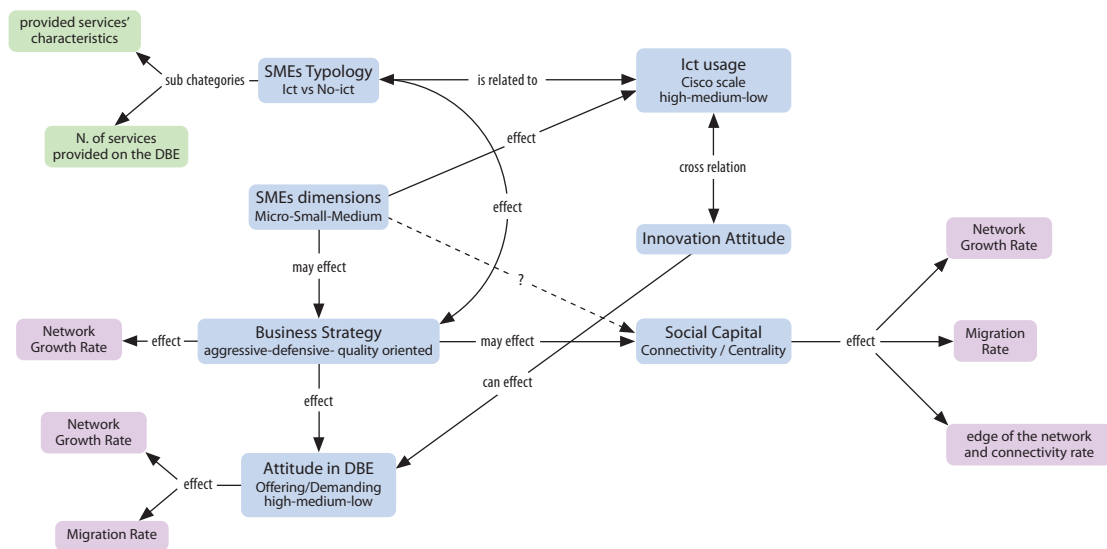 provided services'
characteristics
SMEs Typology
Ict vs No-ict
sub chategories
is related to
Ict usage
Cisco scale
high-medium-low
N. of services
provided on the DBE
effect
cross relation
SMEs dimensions
Micro-Small-Medium
effect
Innovation Attitude
Network
Growth Rate
may effect
?
Network
Growth Rate
effect
Business Strategy
aggressive-defensive- quality oriented
may effect
Social Capital
Connectivity / Centrality
effect
Migration
Rate
can effect
effect
Network
Growth Rate
edge of the network
and connectivity rate
Attitude in DBE
Offering/Demanding
high-medium-low
effect
Migration Rate